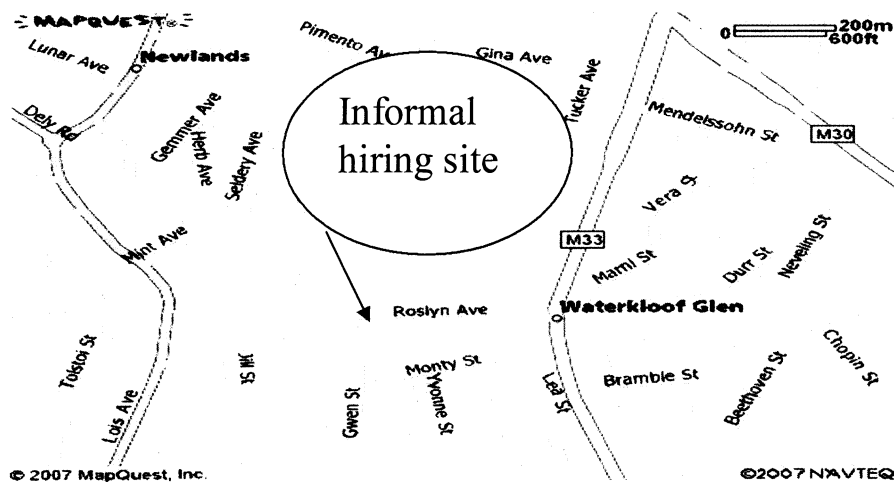 MAPQUEST
0 200m
600ft
Lunar Ave
Newlands
Pimento Av
Gina Ave
Tucker Ave
Dely Rd
Gemmer Ave
Herb Ave
Seldery Ave
Informal
hiring site
Mendelssohn St
M30
Vera
Mint Ave
M33
Marni St
Durr St
Neveling St
Roslyn Ave
Waterkloof Glen
Tolstoi St
Jill St
Gwen St
Monty St
Yvonne St
Lois Ave
Lea St
Bramble St
Beethoven St
Chopin St
© 2007 MapQuest, Inc.
©2007 NAVTEQ